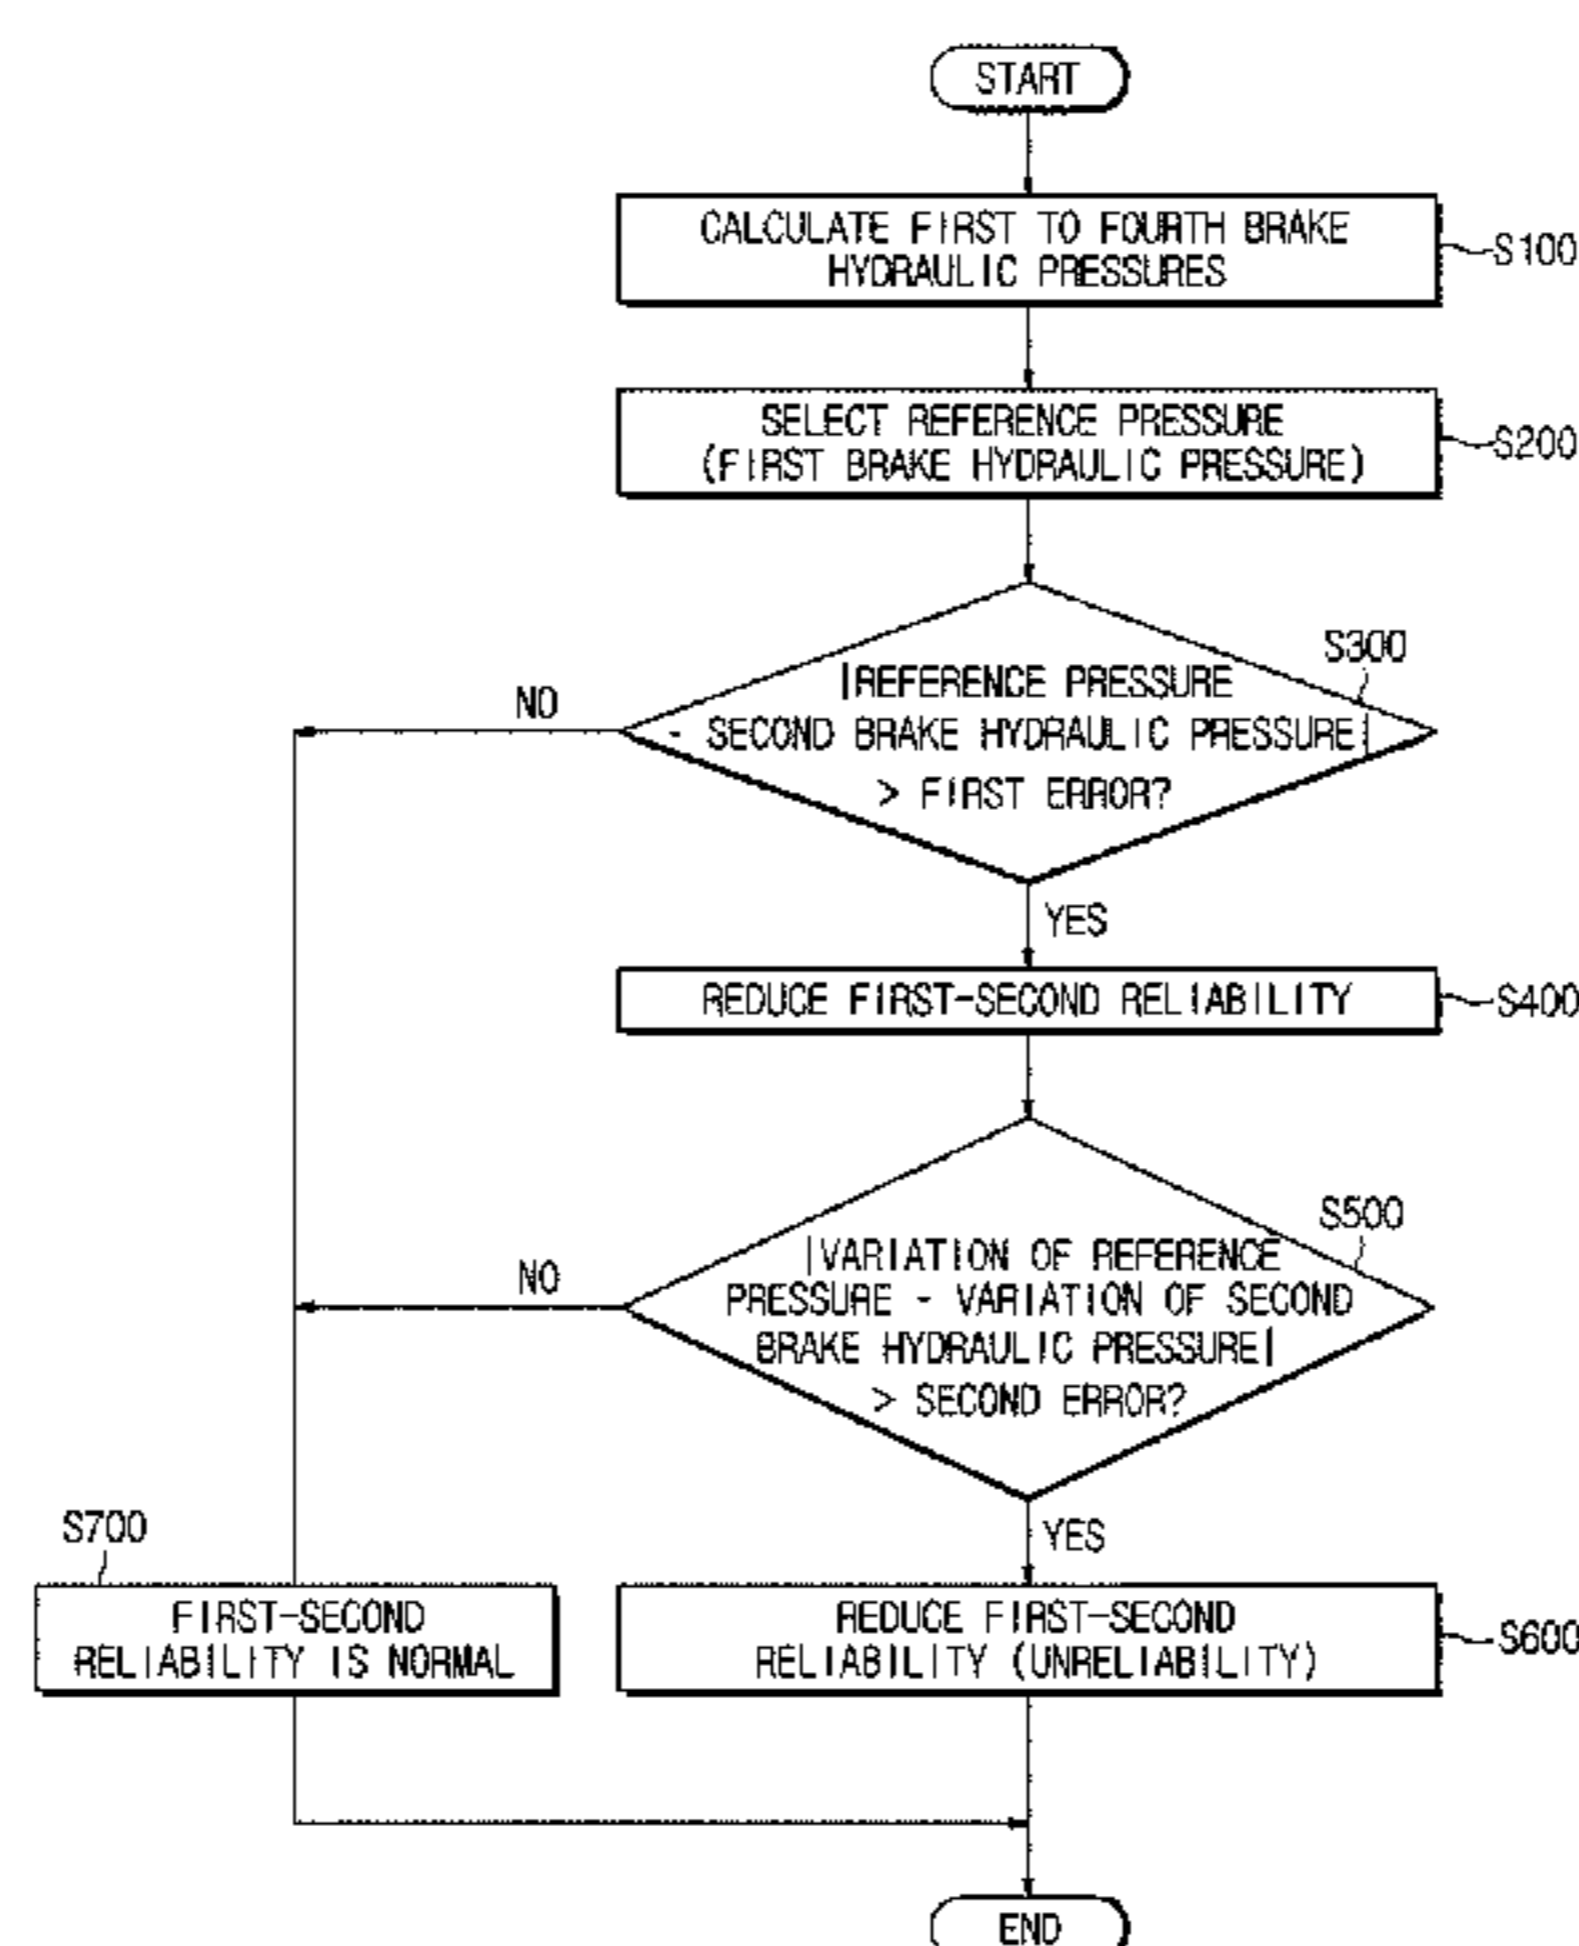 START
CALCULATE FIRST TO FOURTH BRAKE
HYDRAULIC PRESSURES
S100
SELECT REFERENCE PRESSURE
(FIRST BRAKE HYDRAULIC PRESSURE)
S200
S300
|REFERENCE PRESSURE
- SECOND BRAKE HYDRAULIC PRESSURE|
> FIRST ERROR?
NO
YES
REDUCE FIRST-SECOND RELIABILITY
S400
S500
|VARIATION OF REFERENCE
PRESSURE - VARIATION OF SECOND
BRAKE HYDRAULIC PRESSURE|
> SECOND ERROR?
NO
YES
S700
FIRST-SECOND
RELIABILITY IS NORMAL
REDUCE FIRST-SECOND
RELIABILITY (UNRELIABILITY)
S600
END